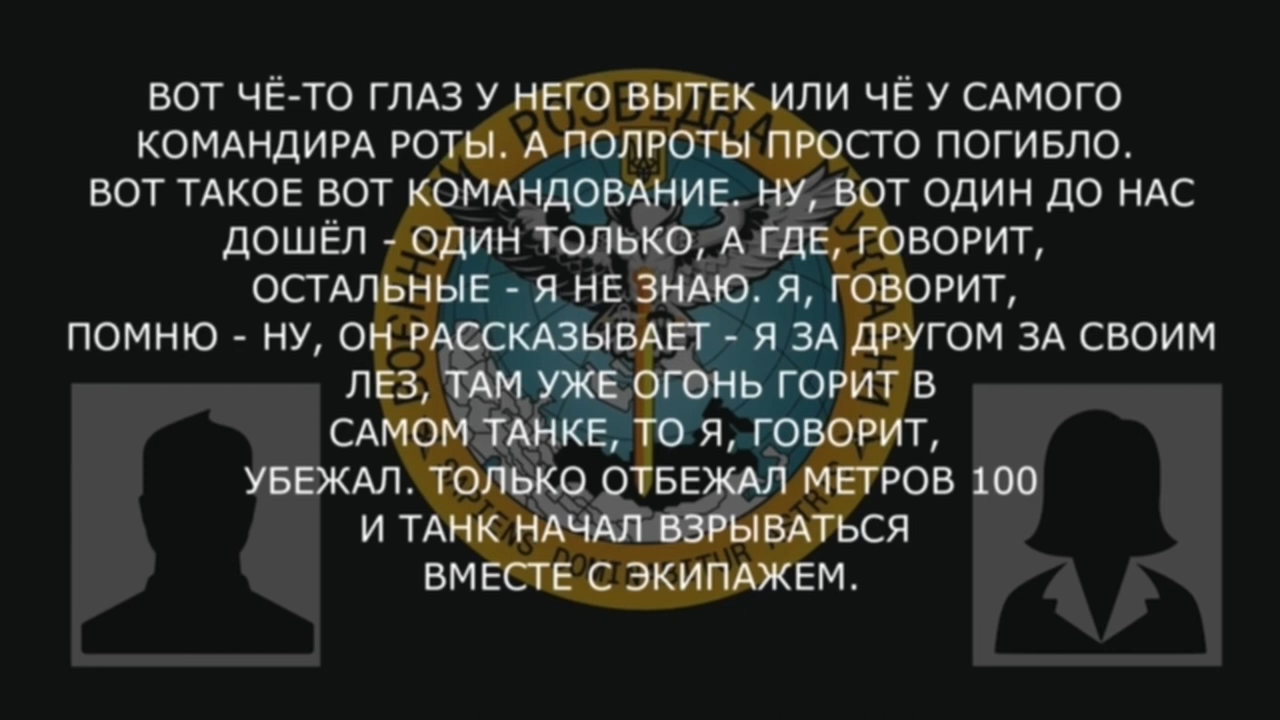 ВОТ ЧЁ-ТО ГЛАЗ У НЕГО ВЫТЕК ИЛИ ЧЁ У САМОГО
КОМАНДИРА РОТЫ. А ПОЛРОТЫ ПРОСТО ПОГИБЛО.
ВОТ ТАКОЕ ВОТ КОМАНДОВАНИЕ. НУ, ВОТ ОДИН ДО НАС
ДОШЁЛ - ОДИН ТОЛЬКО, А ГДЕ, ГОВОРИТ,
ОСТАЛЬНЫЕ - Я НЕ ЗНАЮ. Я, ГОВОРИТ,
ПОМНЮ - НУ, ОН РАССКАЗЫВАЕТ - Я ЗА ДРУГОМ ЗА СВОИМ
ЛЕЗ, ТАМ УЖЕ ОГОНЬ ГОРИТ В
САМОМ ТАНКЕ, ТО Я, ГОВОРИТ,
УБЕЖАЛ. ТОЛЬКО ОТБЕЖАЛ МЕТРОВ 100
И ТАНК НАЧАЛ ВЗРЫВАТЬСЯ
ВМЕСТЕ С ЭКИПАЖЕМ.
РОЗВІДКА